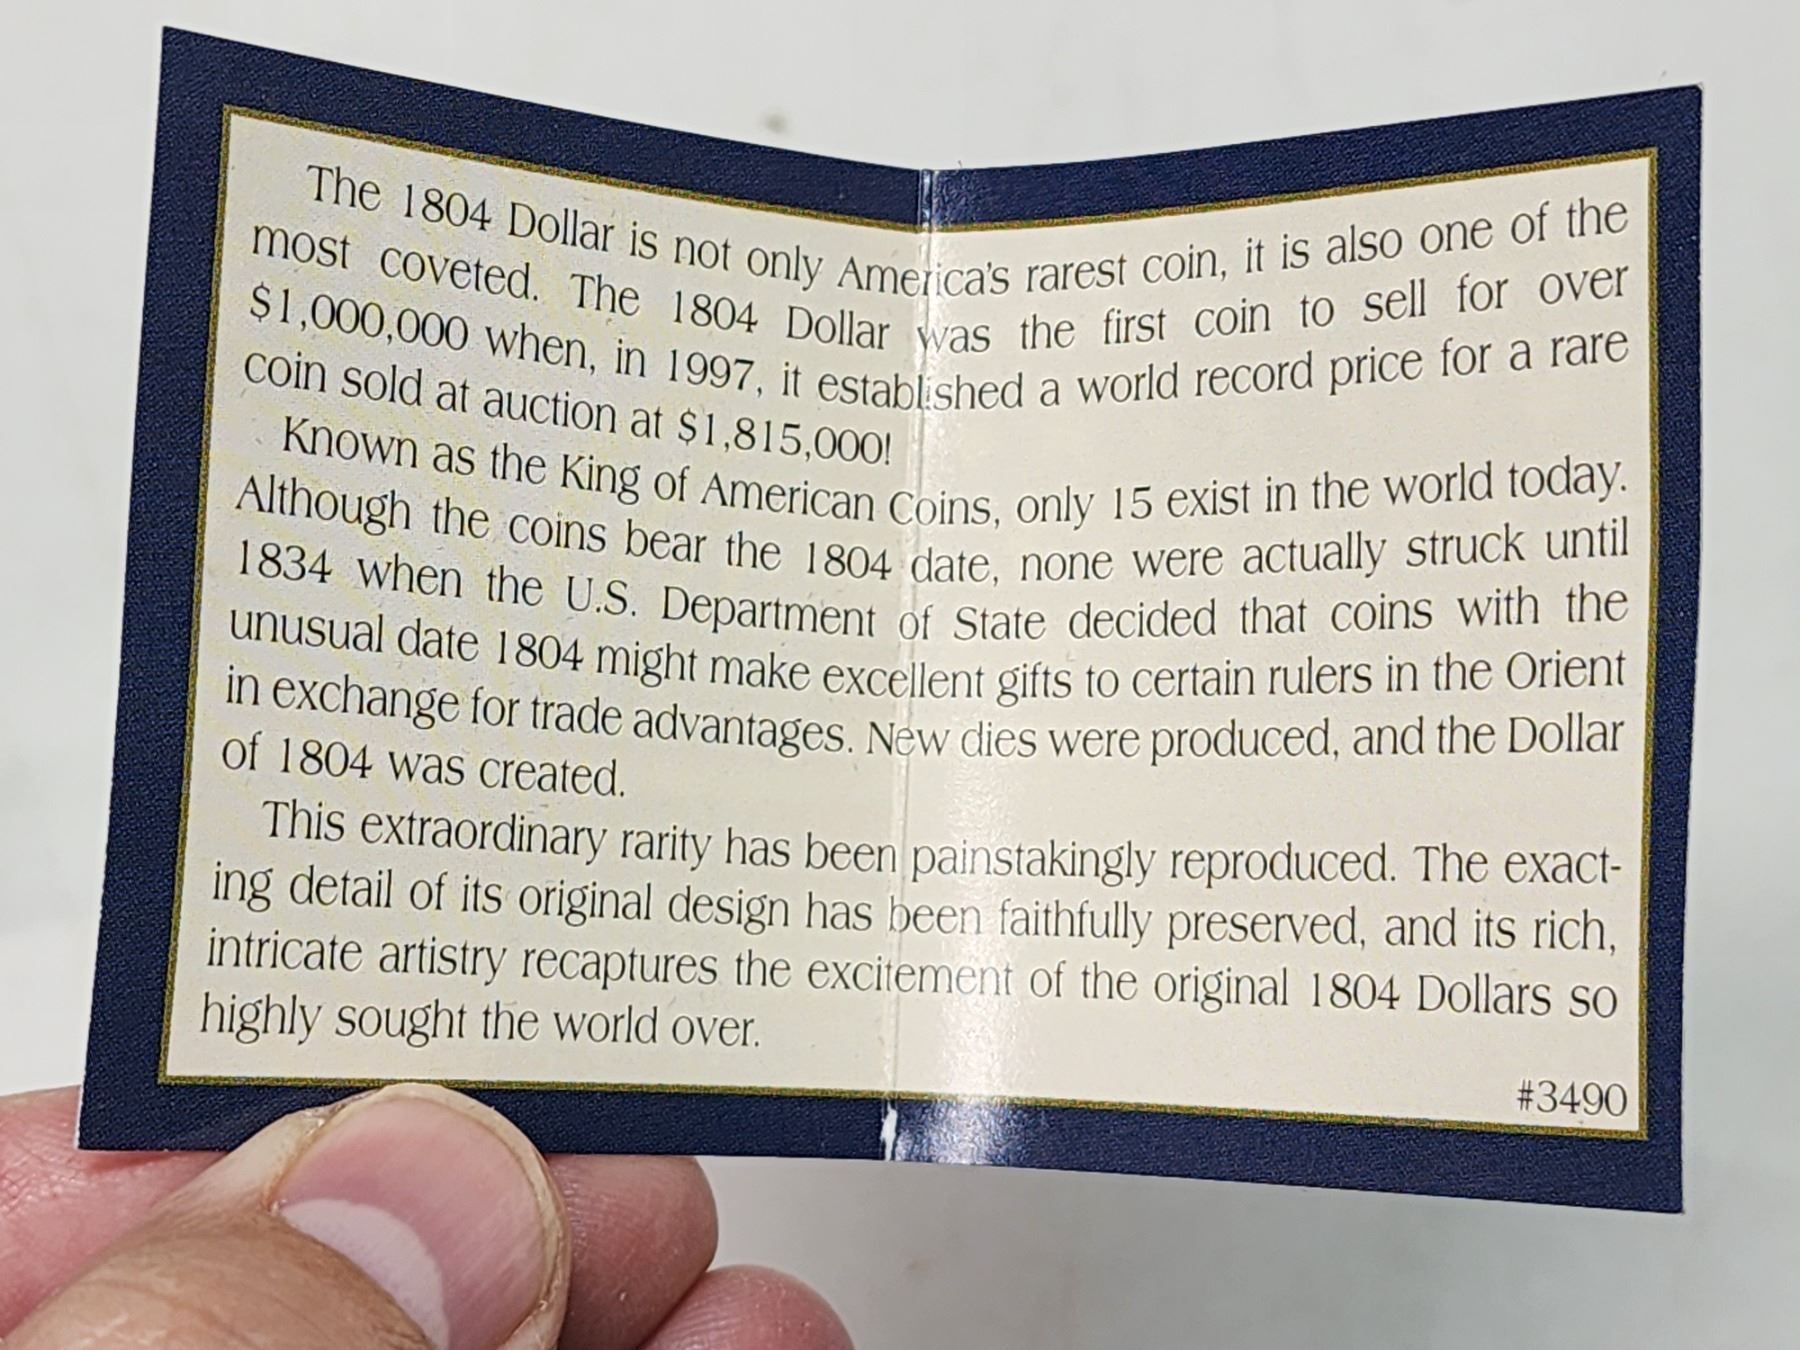 The 1804 Dollar is not only America's rarest coin, it is also one of the
most coveted. The 1804 Dollar was the first coin to sell for over
$1,000,000 when, in 1997, it established a world record price for a rare
coin sold at auction at $1,815,000!
Known as the King of American Coins, only 15 exist in the world today.
Although the coins bear the 1804 date, none were actually struck until
1834 when the U.S. Department of State decided that coins with the
unusual date 1804 might make excellent gifts to certain rulers in the Orient
in exchange for trade advantages. New dies were produced, and the Dollar
of 1804 was created.
This extraordinary rarity has been painstakingly reproduced. The exact-
ing detail of its original design has been faithfully preserved, and its rich,
intricate artistry recaptures the excitement of the original 1804 Dollars so
highly sought the world over.
#3490